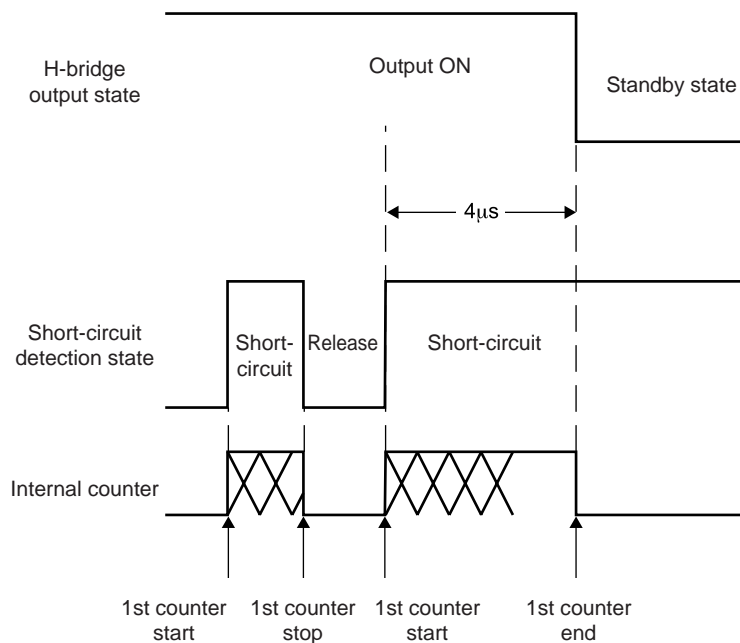 H-bridge
output state
Output ON
Standby state
4μs
Short-circuit
detection state
Short-
circuit
Release
Short-circuit
Internal counter
1st counter
start
1st counter
stop
1st counter
start
1st counter
end